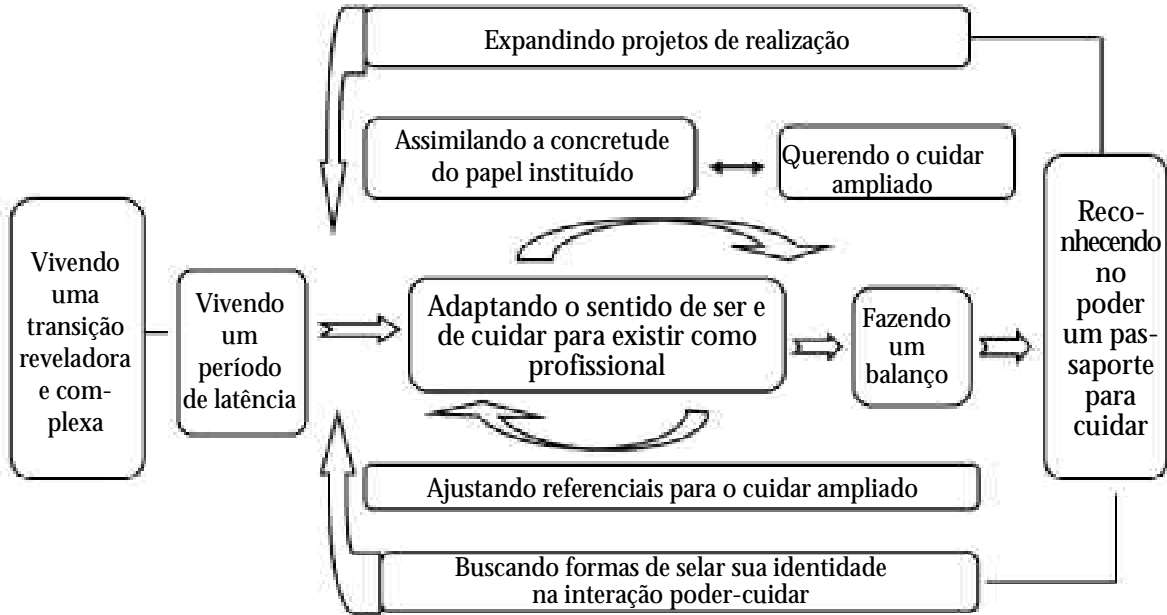 Expandindo projetos de realização
Assimilando a concretude
do papel instituído
Querendo o cuidar
ampliado
Vivendo
uma
transição
reveladora
e com-
plexa
Vivendo
um
período
de latência
Adaptando o sentido de ser e
de cuidar para existir como
profissional
Fazendo
um
balanço
Reco-
nhecendo
no
poder
um pas-
saporte
para
cuidar
Ajustando referenciais para o cuidar ampliado
Buscando formas de selar sua identidade
na interação poder-cuidar